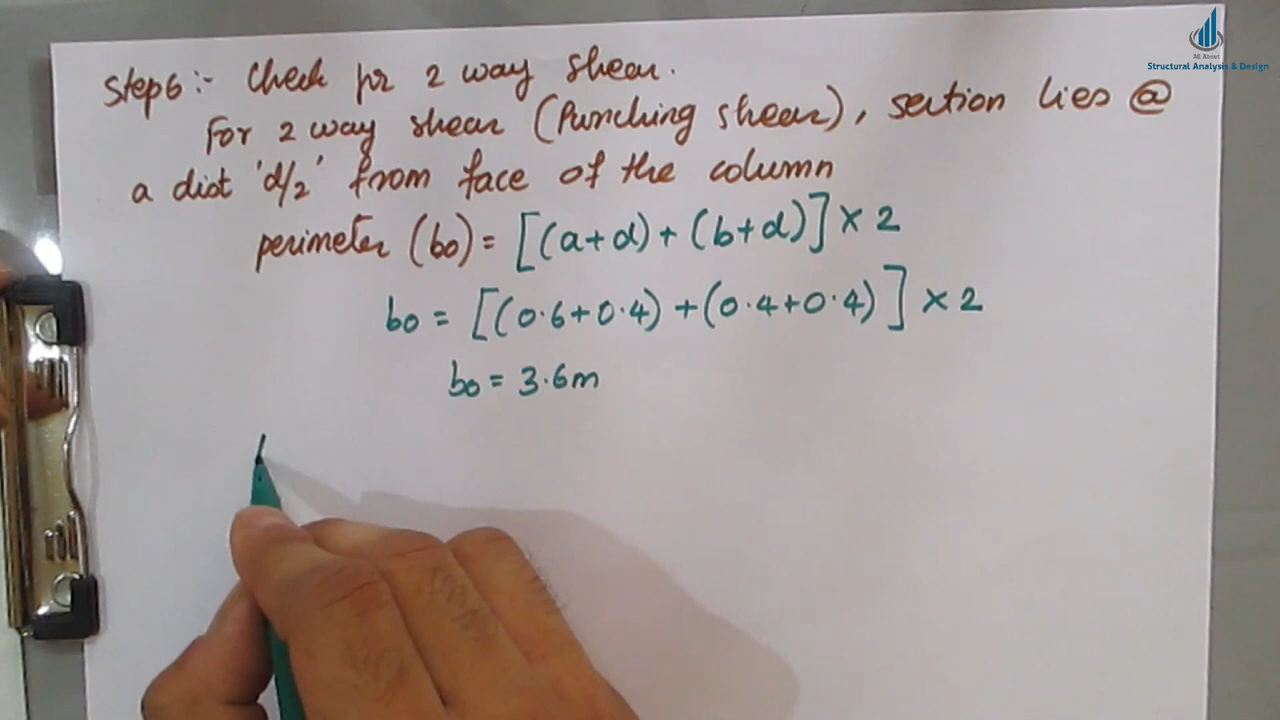 All About
Structural Analysis & Design
Step6:- Check for 2 way shear.
For 2 way shear (Punching shear), section lies @
a dist 'd/2' from face of the column
perimeter (bo) = [(a+d) + (b+d)] × 2
bo = [(0.6+0.4) + (0.4+0.4)] × 2
bo = 3.6m